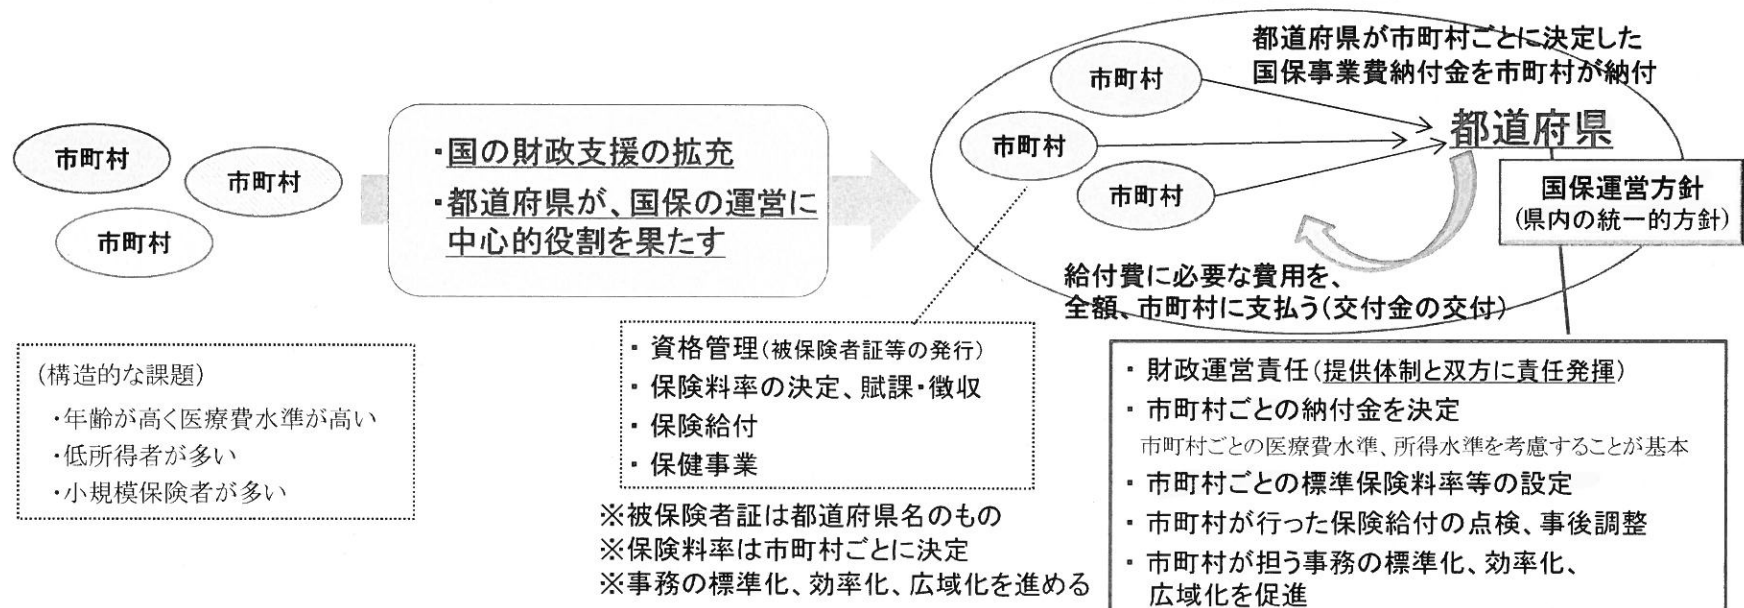 市町村
市町村
市町村
・国の財政支援の拡充
・都道府県が、国保の運営に
中心的役割を果たす
都道府県が市町村ごとに決定した
国保事業費納付金を市町村が納付
市町村
市町村
市町村
都道府県
国保運営方針
(県内の統一的方針)
給付費に必要な費用を、
全額、市町村に支払う(交付金の交付)
(構造的な課題)
・年齢が高く医療費水準が高い
・低所得者が多い
・小規模保険者が多い
・資格管理(被保険者証等の発行)
・保険料率の決定、賦課・徴収
・保険給付
・保健事業
※被保険者証は都道府県名のもの
※保険料率は市町村ごとに決定
※事務の標準化、効率化、広域化を進める
・財政運営責任(提供体制と双方に責任発揮)
・市町村ごとの納付金を決定
市町村ごとの医療費水準、所得水準を考慮することが基本
・市町村ごとの標準保険料率等の設定
・市町村が行った保険給付の点検、事後調整
・市町村が担う事務の標準化、効率化、
広域化を促進